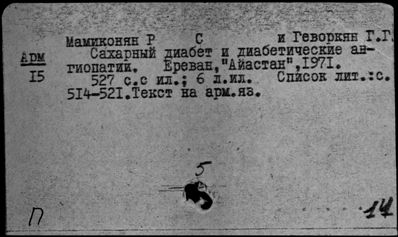 Мамиконян Р С и Геворкян Г.Г.
Арм Сахарный диабет и диабетические ан-
гиопатии. Ереван,"Айастан",1971.
15 527 с.с ил.; 6 л.ил. Список лит.:с.
514-521.Текст на арм.яз.
5
П 14